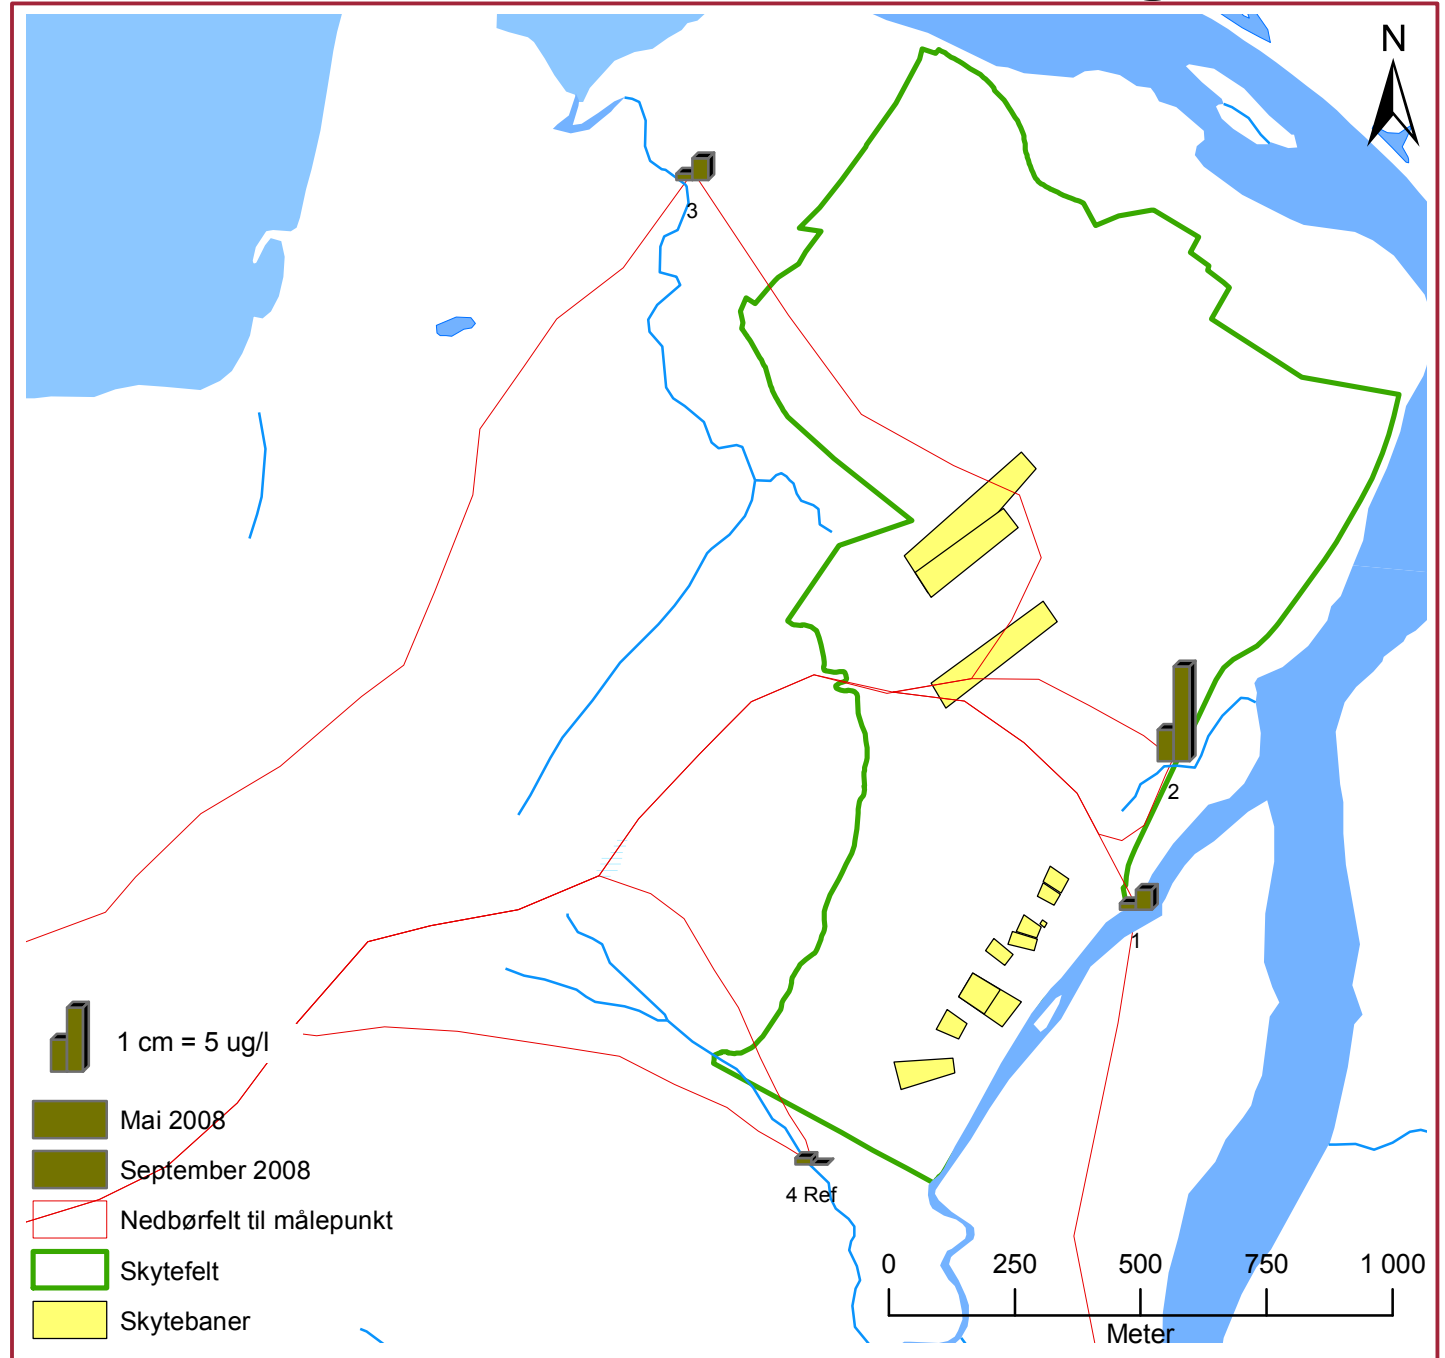 N
3
2
1
4 Ref
1 cm = 5 ug/l
Mai 2008
September 2008
Nedbørfelt til målepunkt
Skytefelt
Skytebaner
0 250 500 750 1 000
Meter